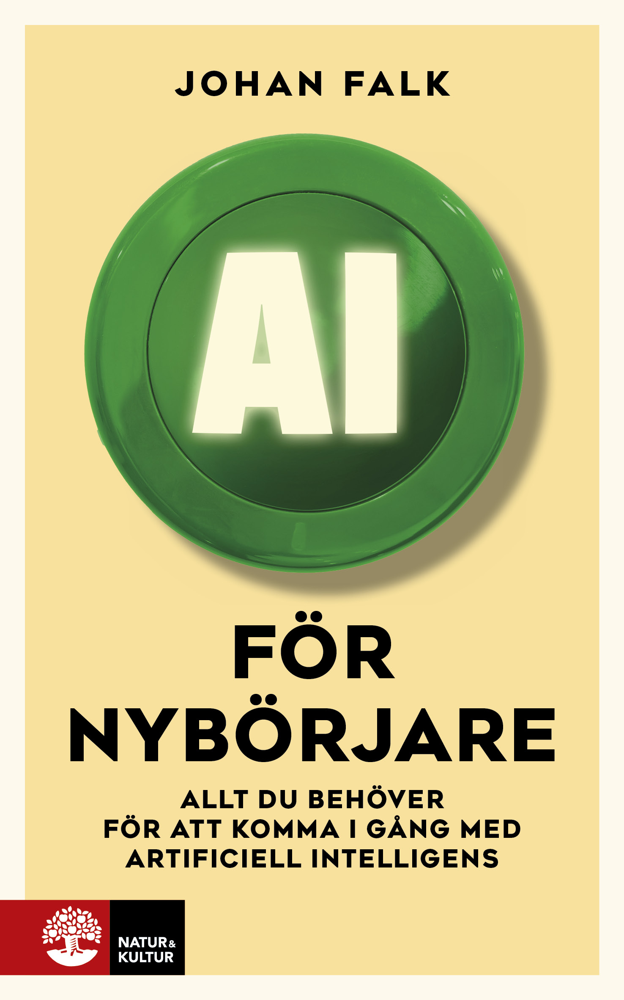 JOHAN FALK
AI
FÖR
NYBÖRJARE
ALLT DU BEHÖVER
FÖR ATT KOMMA I GÅNG MED
ARTIFICIELL INTELLIGENS
NATUR &
KULTUR